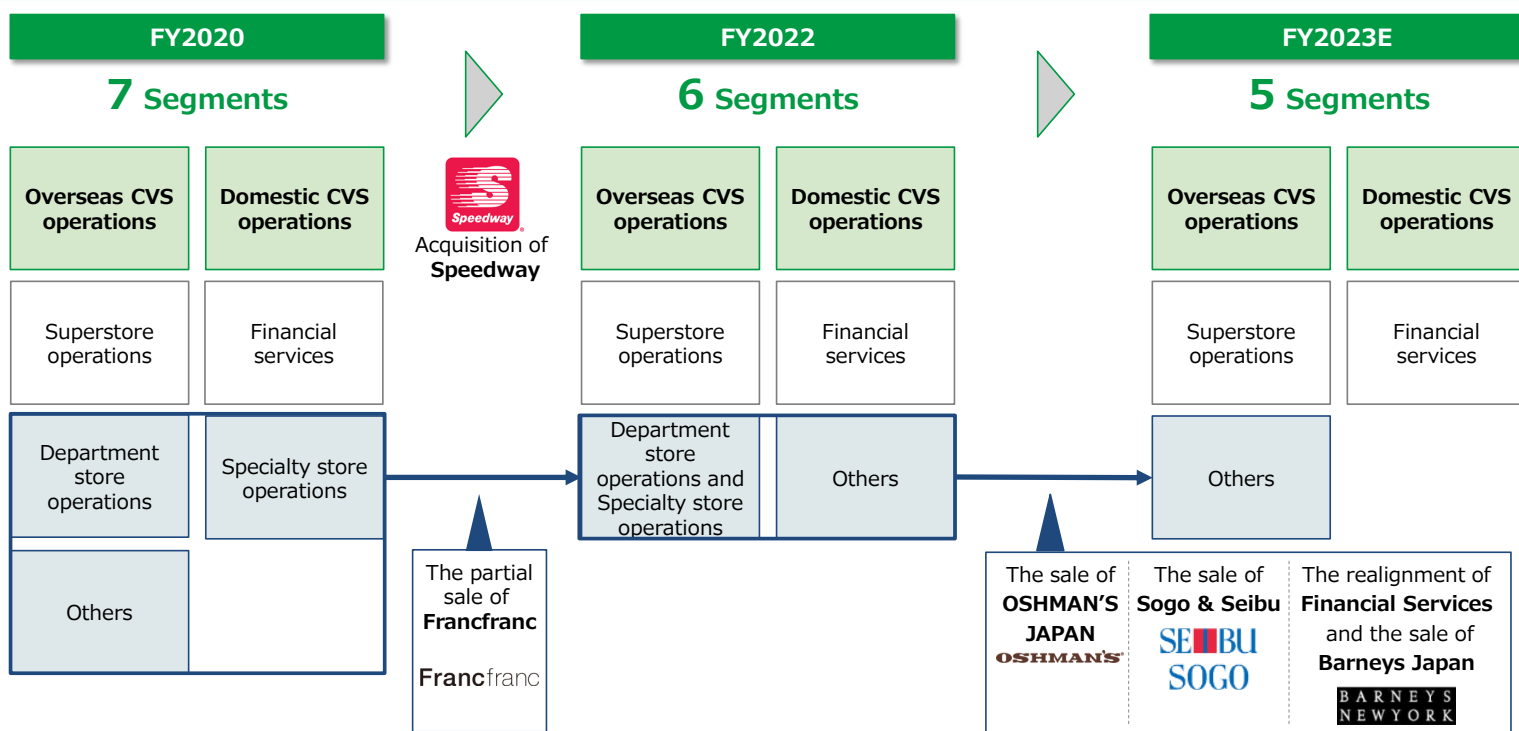 FY2020
7 Segments
Overseas CVS
operations
Domestic CVS
operations
Superstore
operations
Financial
services
Department
store
operations
Specialty store
operations
Others
Speedway
Acquisition of
Speedway
The partial
sale of
Francfranc
Francfranc
FY2022
6 Segments
Overseas CVS
operations
Domestic CVS
operations
Superstore
operations
Financial
services
Department
store
operations and
Specialty store
operations
Others
The sale of
OSHMAN’S
JAPAN
OSHMAN'S
The sale of
Sogo & Seibu
SEIBU
SOGO
The realignment of
Financial Services
and the sale of
Barneys Japan
BARNEYS
NEWYORK
FY2023E
5 Segments
Overseas CVS
operations
Domestic CVS
operations
Superstore
operations
Financial
services
Others